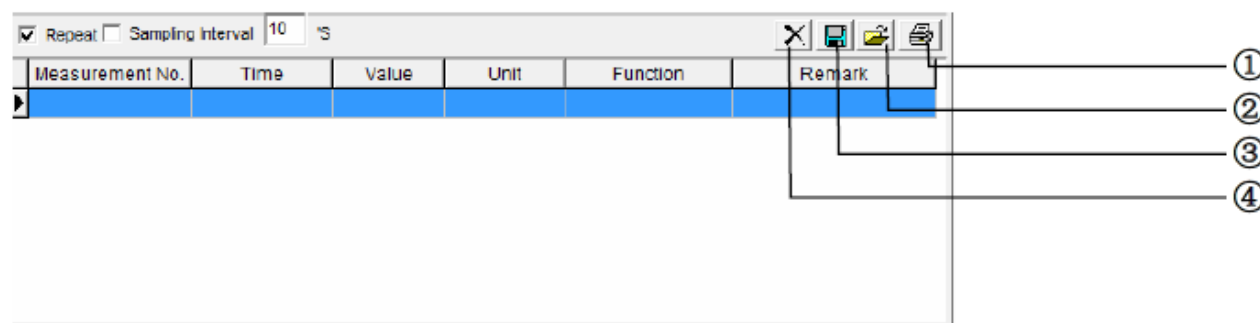 Repeat Sampling Interval 10 "S
Measurement No. Time Value Unit Function Remark
①
②
③
④